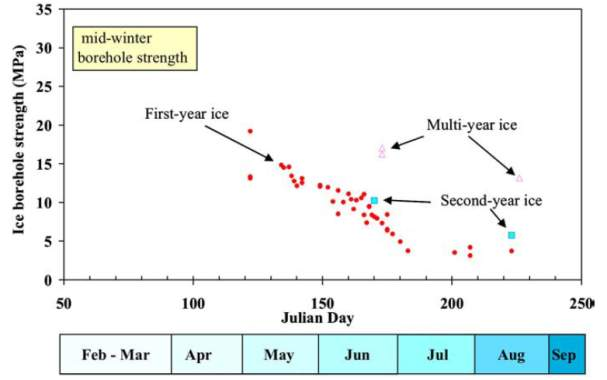 35
mid-winter
borehole strength
30
25
First-year ice
20
Multi-year ice
15
Second-year ice
10
5
0
Ice borehole strength (MPa)
50 100 150 200 250
Julian Day
Feb - Mar Apr May Jun Jul Aug Sep